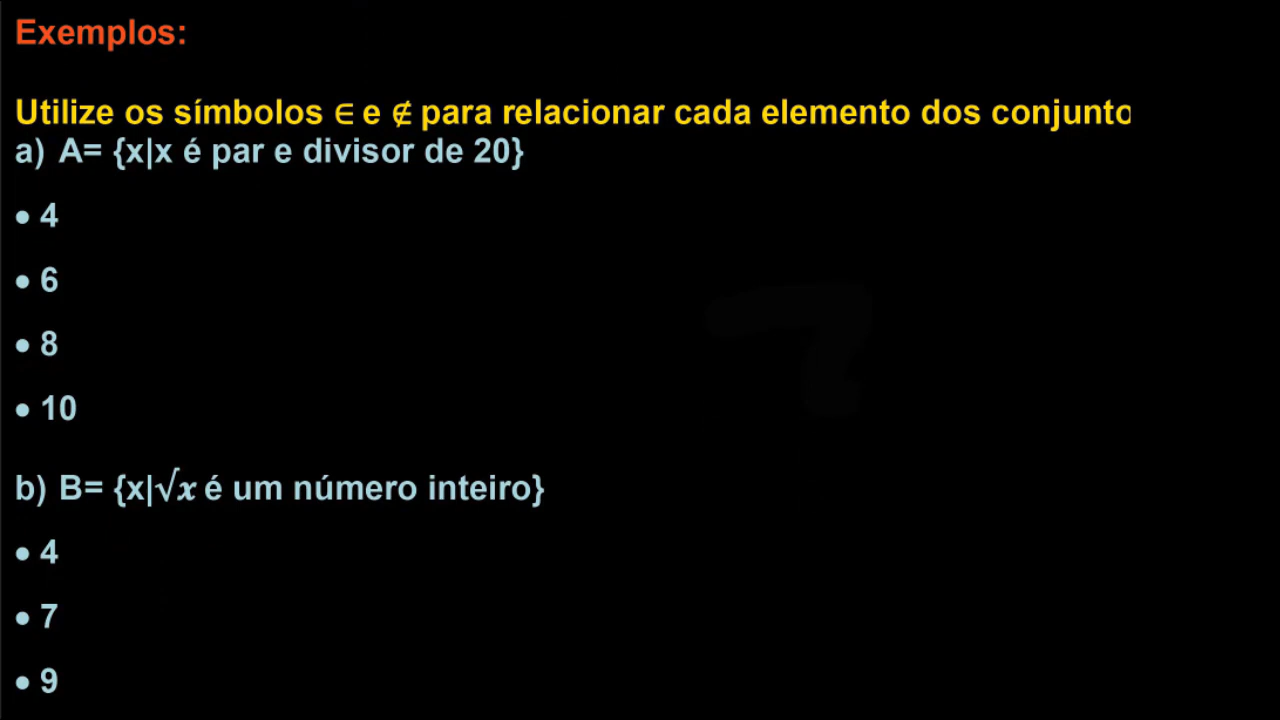 Exemplos:
Utilize os símbolos ∈ e ∉ para relacionar cada elemento dos conjunto
a) A= {x|x é par e divisor de 20}
• 4
• 6
• 8
• 10
b) B= {x|√x é um número inteiro}
• 4
• 7
• 9